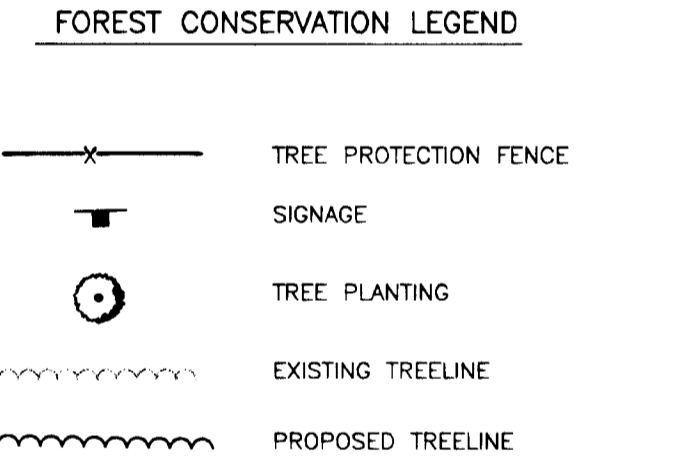 FOREST CONSERVATION LEGEND
TREE PROTECTION FENCE
SIGNAGE
TREE PLANTING
EXISTING TREELINE
PROPOSED TREELINE